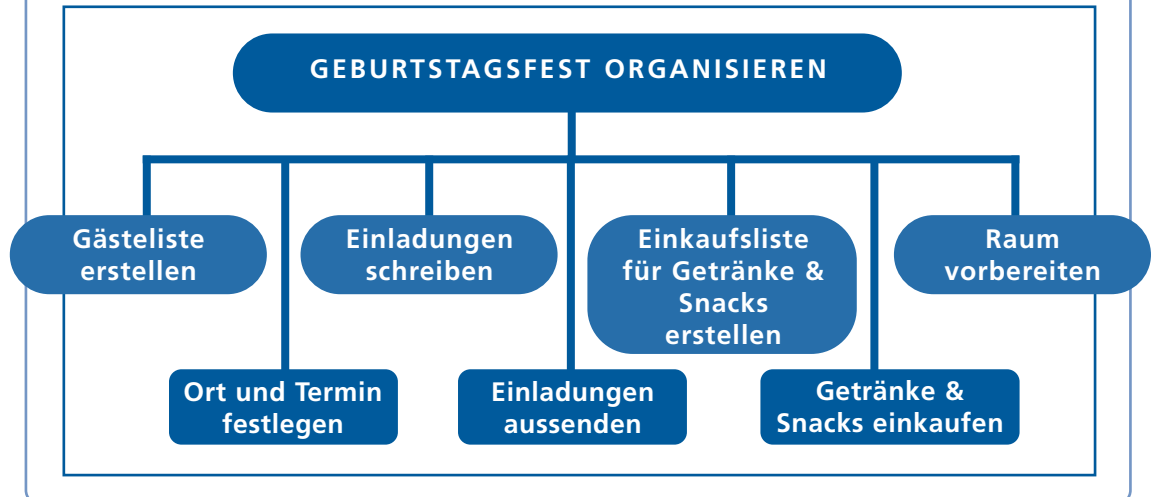 GEBURTSTAGSFEST ORGANISIEREN
Gästeliste
erstellen
Einladungen
schreiben
Einkaufsliste
für Getränke &
Snacks
erstellen
Raum
vorbereiten
Ort und Termin
festlegen
Einladungen
aussenden
Getränke &
Snacks einkaufen